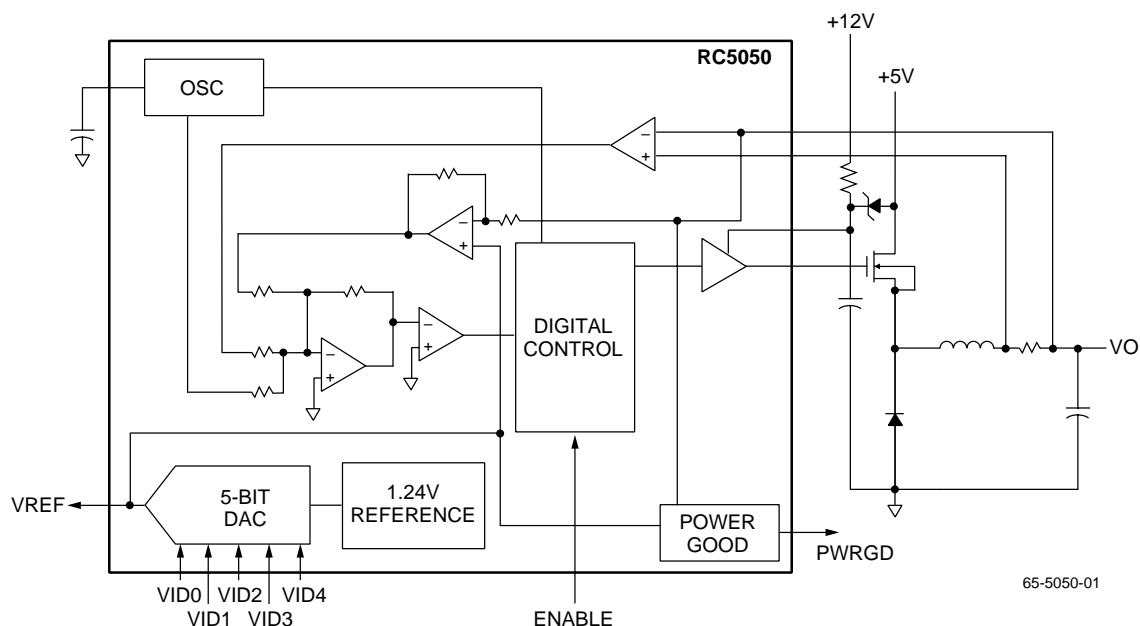 +12V
RC5050
+5V
OSC
−
+
−
+
DIGITAL
CONTROL
−
+
−
+
VO
VREF
5-BIT
DAC
1.24V
REFERENCE
POWER
GOOD
PWRGD
VID0
VID2
VID4
VID1
VID3
ENABLE
65-5050-01